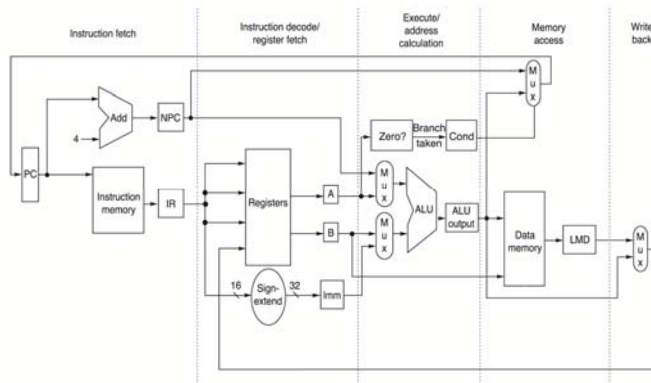 Instruction fetch
Instruction decode/
register fetch
Execute/
address
calculation
Memory
access
Write
back
M
u
x
Add
NPC
4
Zero?
Branch
taken
Cond
PC
Instruction
memory
IR
Registers
A
B
M
u
x
M
u
x
ALU
ALU
output
Data
memory
LMD
M
u
x
16
Sign-
extend
32
Imm